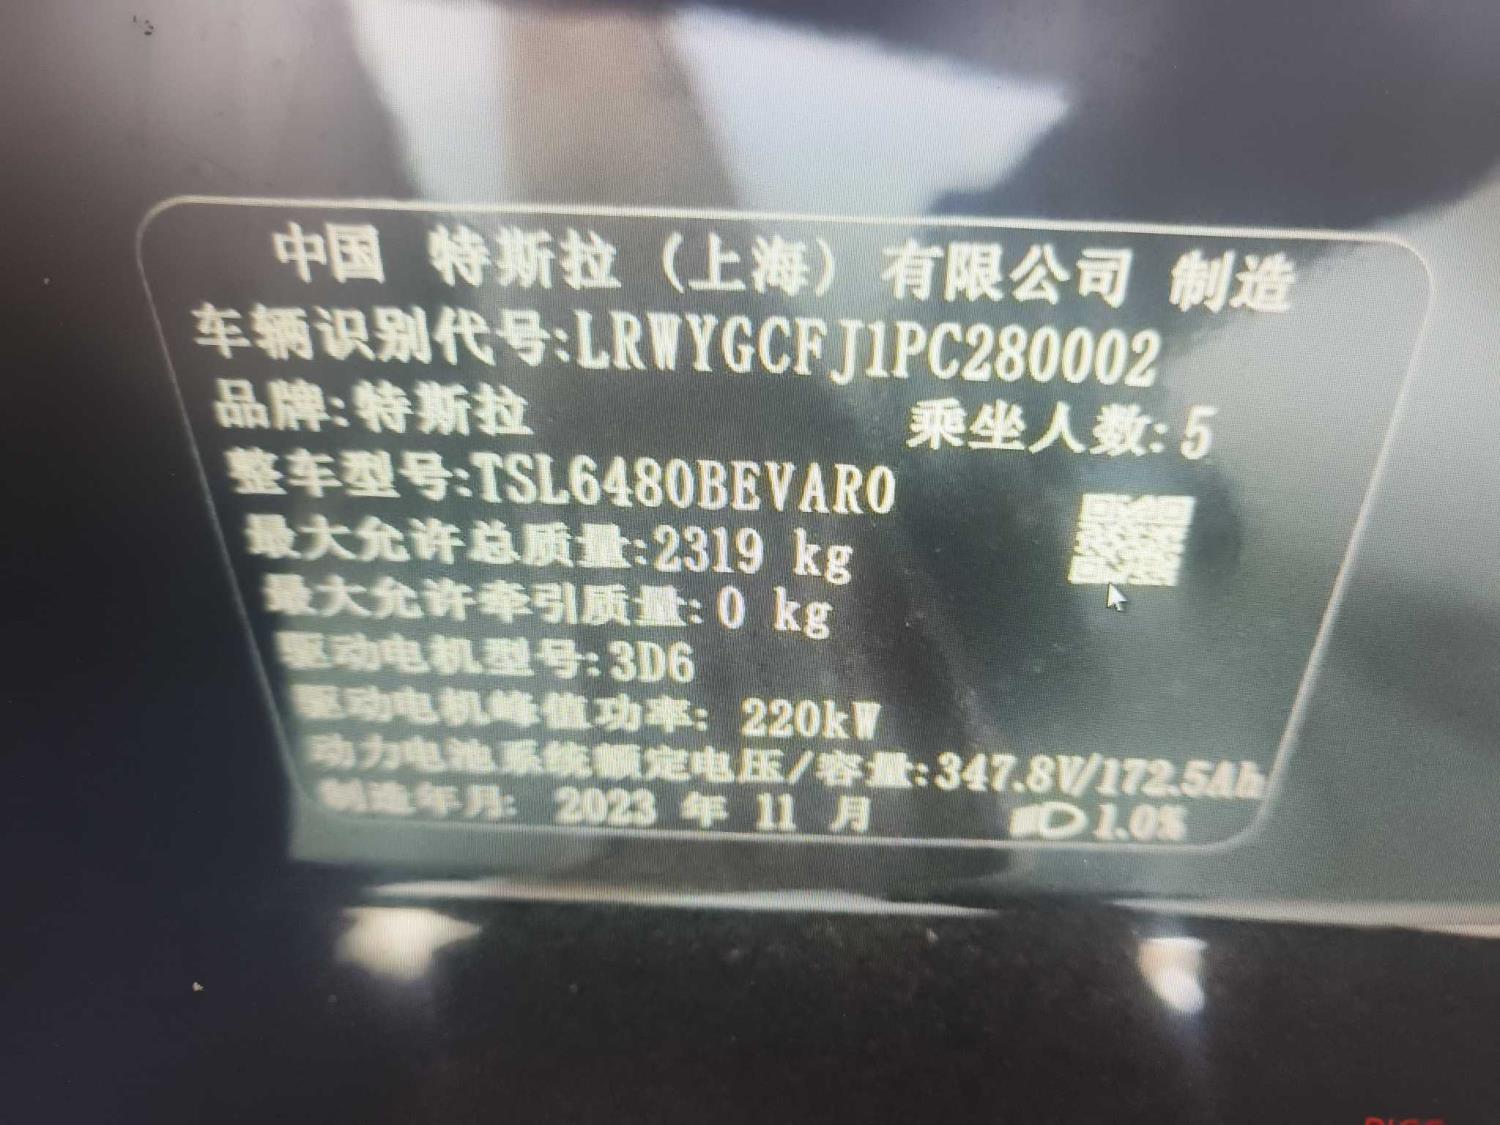 中国 特斯拉（上海）有限公司 制造
车辆识别代号:LRWYGCFJ1PC280002
品牌:特斯拉 乘坐人数:5
整车型号:TSL6480BEVAR0
最大允许总质量:2319 kg
最大允许牵引质量:0 kg
驱动电机型号:3D6
驱动电机峰值功率: 220kW
动力电池系统额定电压/容量:347.8V/172.5Ah
制造年月: 2023 年 11 月 1.0%